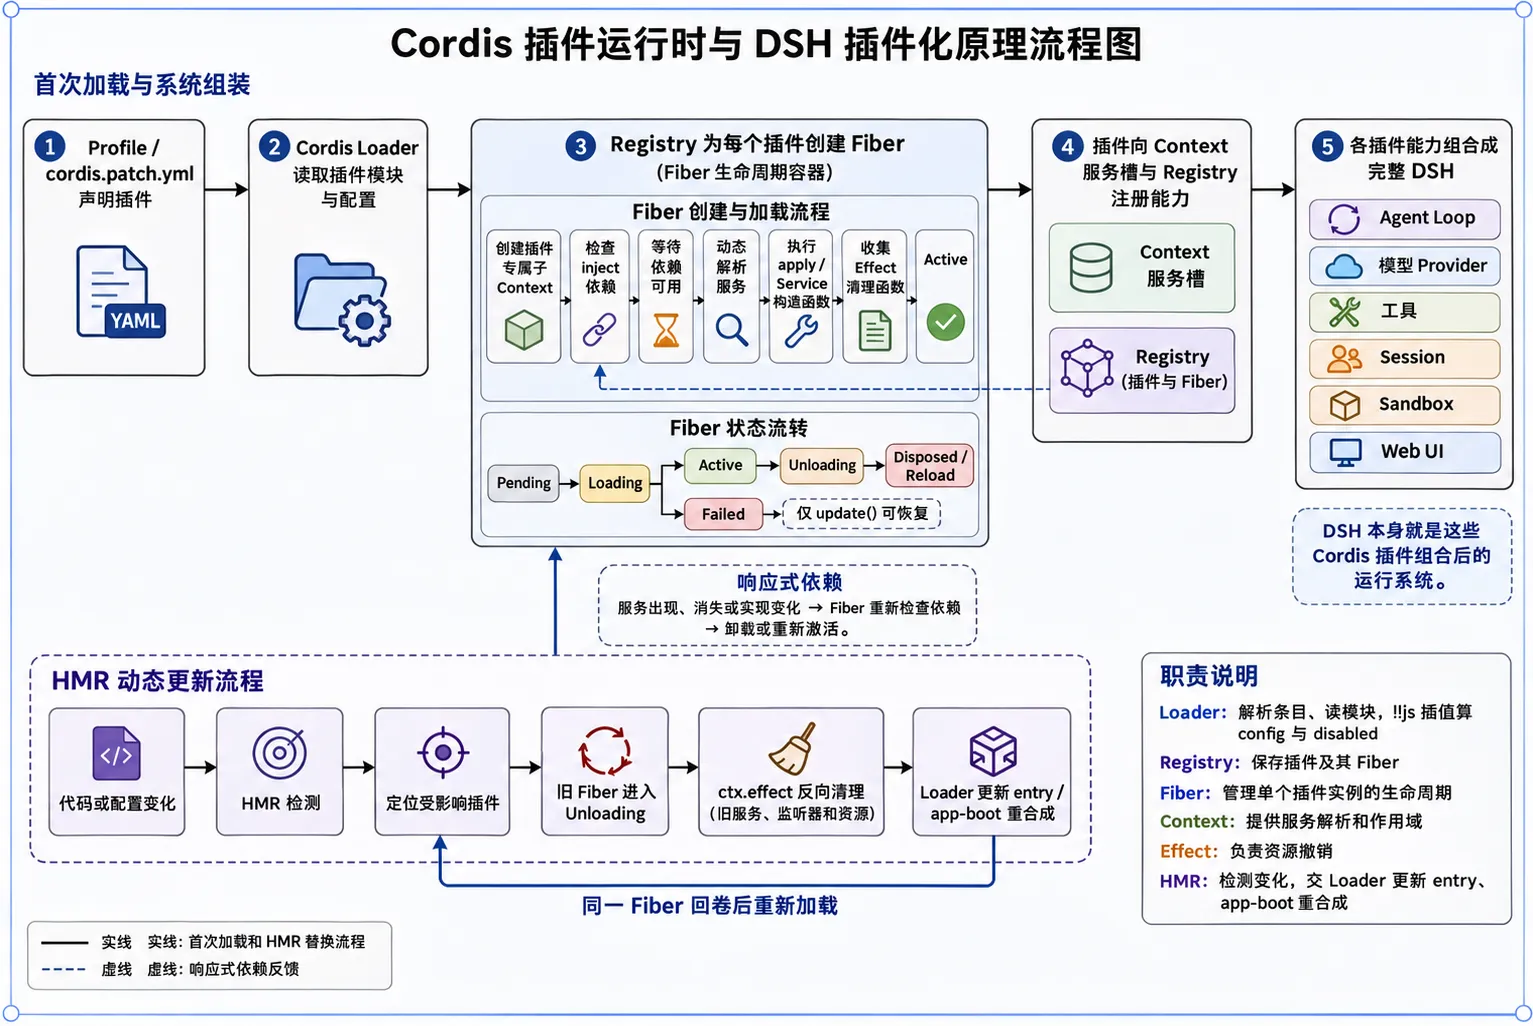 Cordis 插件运行时与 DSH 插件化原理流程图
首次加载与系统组装
1
Profile /
cordis.patch.yml
声明插件
YAML
2
Cordis Loader
读取插件模块
与配置
3
Registry 为每个插件创建 Fiber
(Fiber 生命周期容器)
Fiber 创建与加载流程
创建插件
专属子
Context
检查
inject
依赖
等待
依赖
可用
动态
解析
服务
执行
apply /
Service
构造函数
收集
Effect
清理函数
Active
Fiber 状态流转
Pending
Loading
Active
Unloading
Disposed /
Reload
Failed
仅 update() 可恢复
4
插件向 Context
服务槽与 Registry
注册能力
Context
服务槽
Registry
(插件与 Fiber)
5
各插件能力组合成
完整 DSH
Agent Loop
模型 Provider
工具
Session
Sandbox
Web UI
DSH 本身就是这些
Cordis 插件组合后的
运行系统。
响应式依赖
服务出现、消失或实现变化 → Fiber 重新检查依赖
→ 卸载或重新激活。
HMR 动态更新流程
</>
代码或配置变化
HMR 检测
定位受影响插件
旧 Fiber 进入
Unloading
ctx.effect 反向清理
(旧服务、监听器和资源)
Loader 更新 entry /
app-boot 重合成
同一 Fiber 回卷后重新加载
职责说明
Loader: 解析条目、读模块，!!js 插值算
config 与 disabled
Registry: 保存插件及其 Fiber
Fiber: 管理单个插件实例的生命周期
Context: 提供服务解析和作用域
Effect: 负责资源撤销
HMR: 检测变化，交 Loader 更新 entry、
app-boot 重合成
实线 实线: 首次加载和 HMR 替换流程
虚线 虚线: 响应式依赖反馈